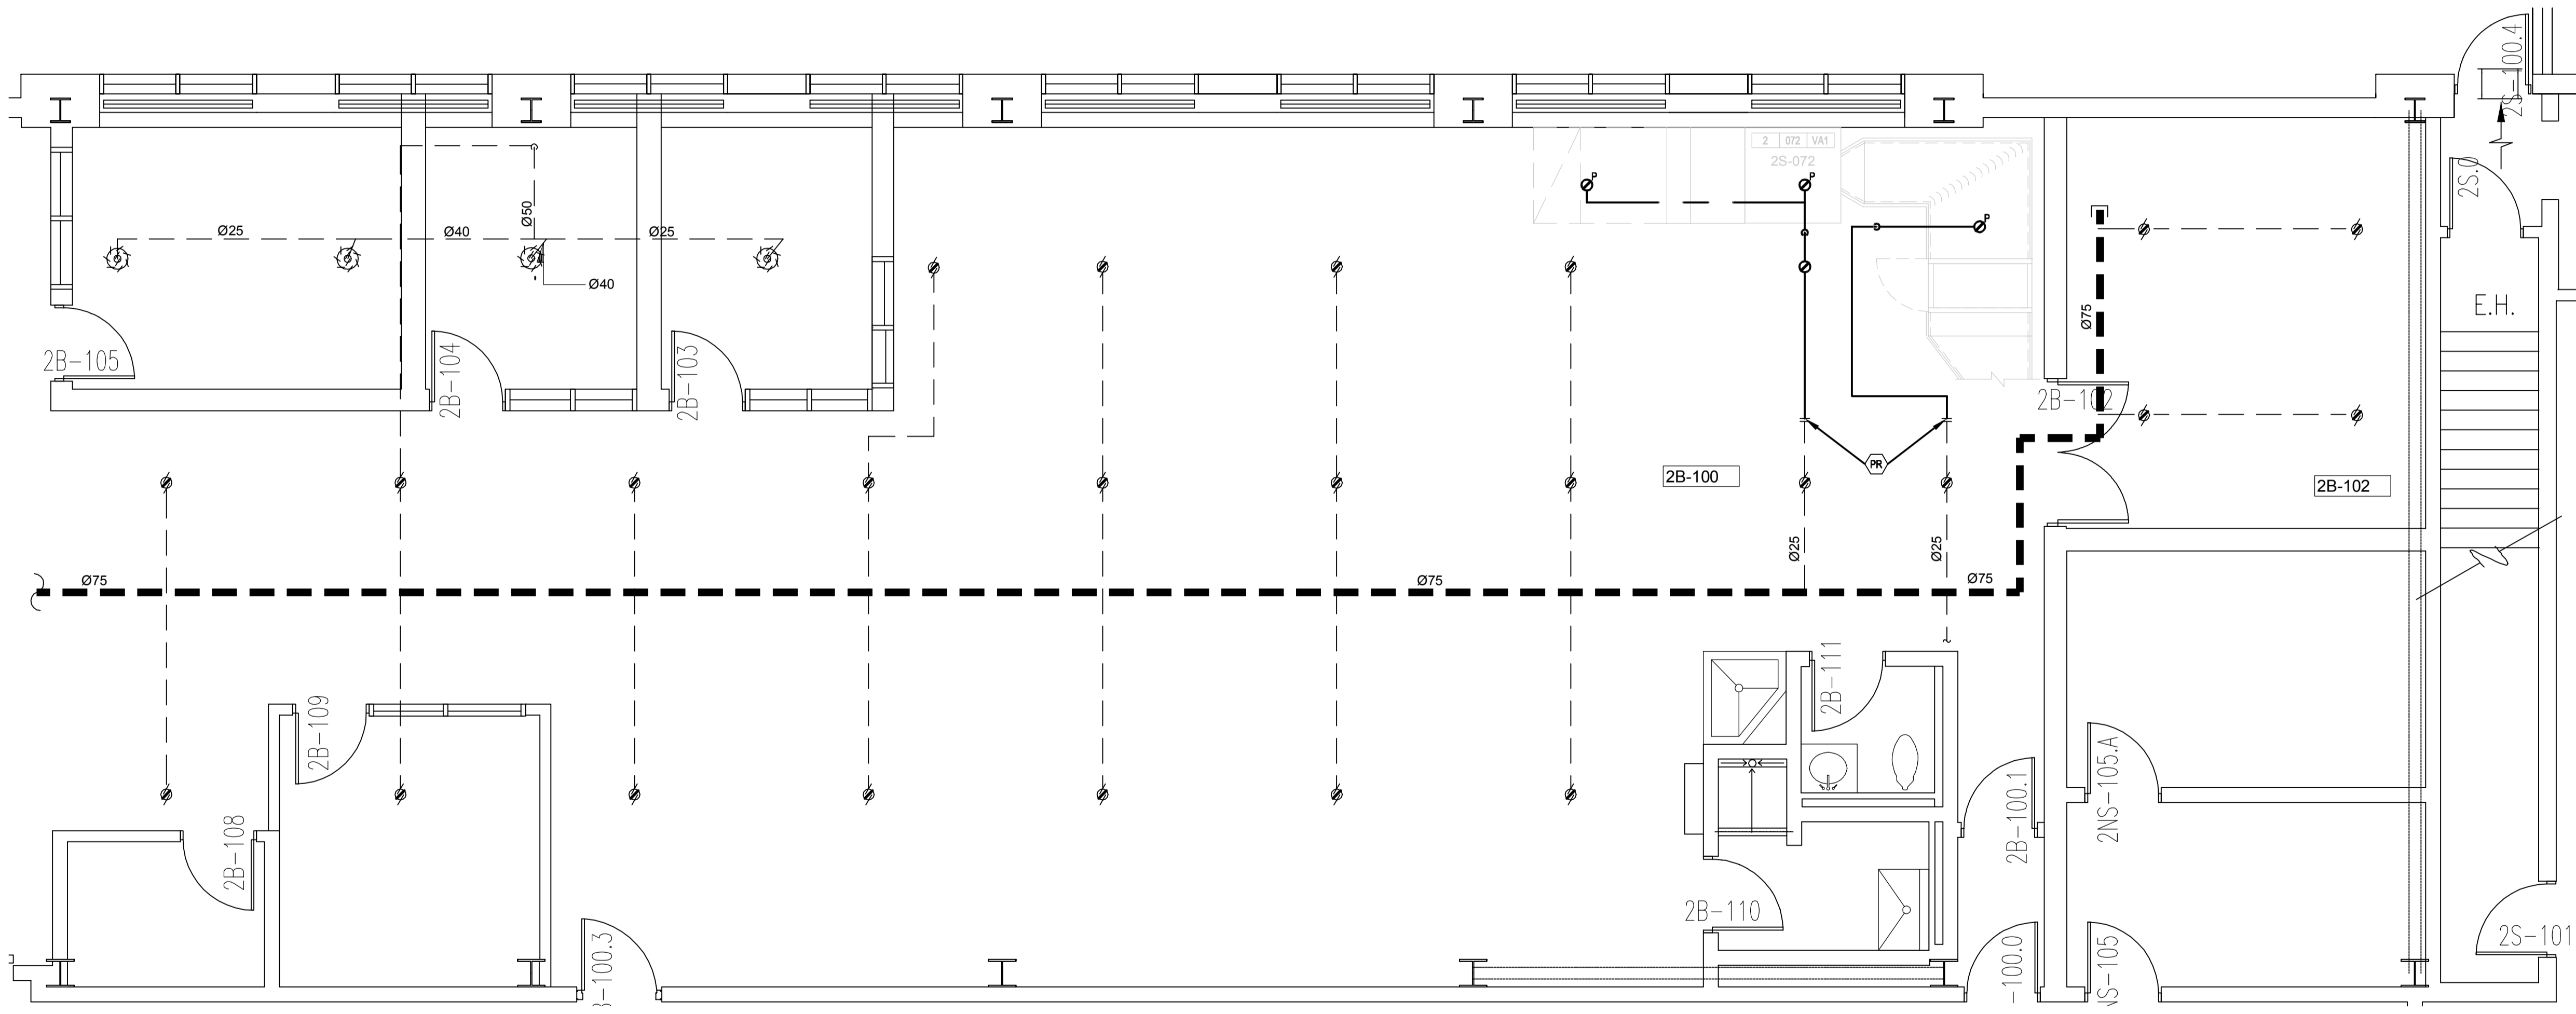 2S-100.4
2 072 VA1
2S-072
P
P
P
2S.0
Ø25
Ø40
Ø50
Ø25
Ø40
Ø75
E.H.
2B-105
2B-104
2B-103
2B-102
2B-100
PR
2B-102
Ø25
Ø25
Ø75
Ø75
Ø75
2B-109
2B-111
2B-108
2B-100.1
2NS-105.A
2B-110
B-100.3
-100.0
NS-105
2S-101